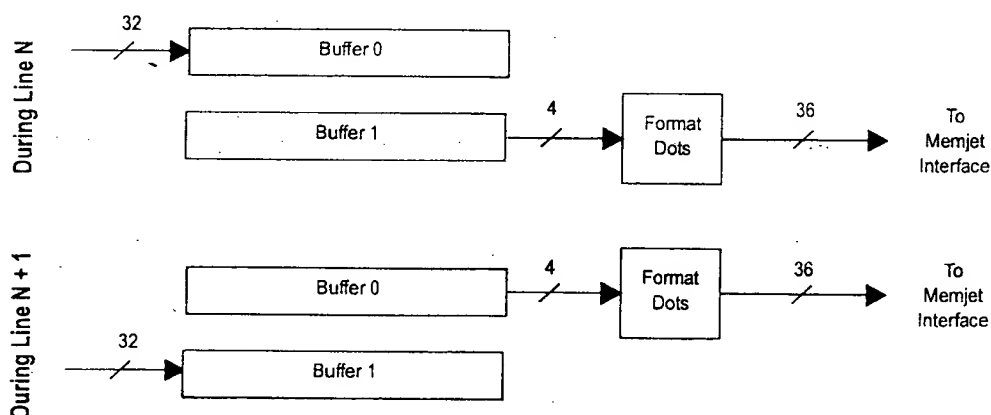 During Line N
32
Buffer 0
Buffer 1
4
Format
Dots
36
To
Memjet
Interface
During Line N + 1
Buffer 0
4
Format
Dots
36
To
Memjet
Interface
32
Buffer 1